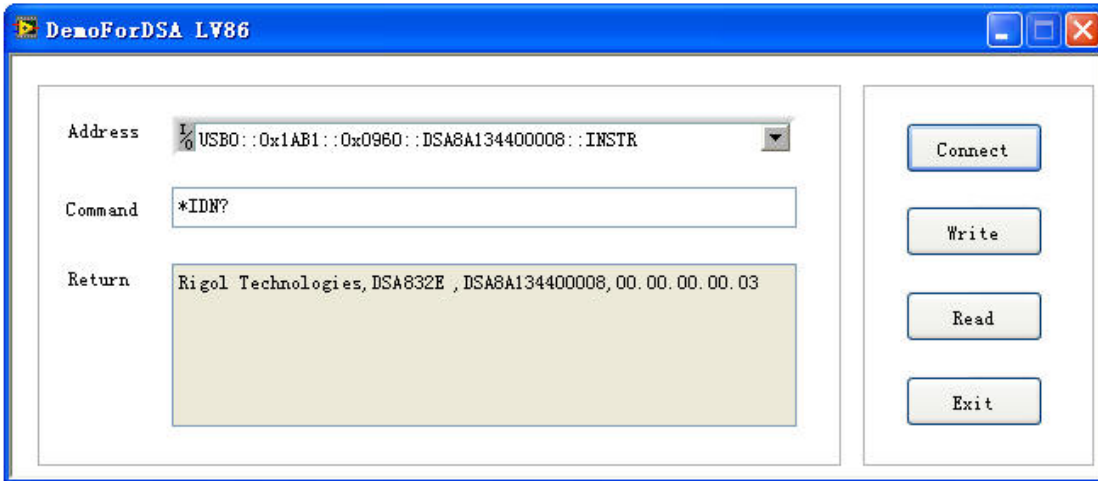 DemoForDSA LV86
Address
I/O USB0::0x1AB1::0x0960::DSA8A134400008::INSTR
Command
*IDN?
Return
Rigol Technologies,DSA832E ,DSA8A134400008,00.00.00.00.03
Connect
Write
Read
Exit